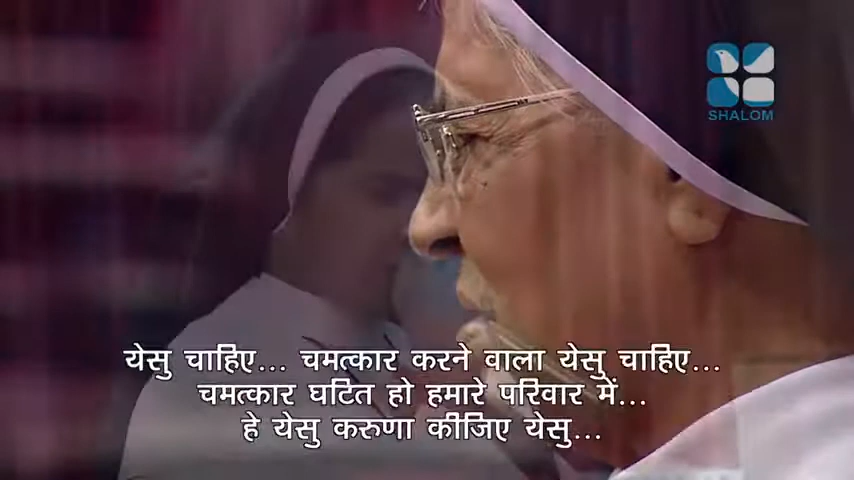 SHALOM
येसु चाहिए... चमत्कार करने वाला येसु चाहिए...
चमत्कार घटित हो हमारे परिवार में...
हे येसु करुणा कीजिए येसु...